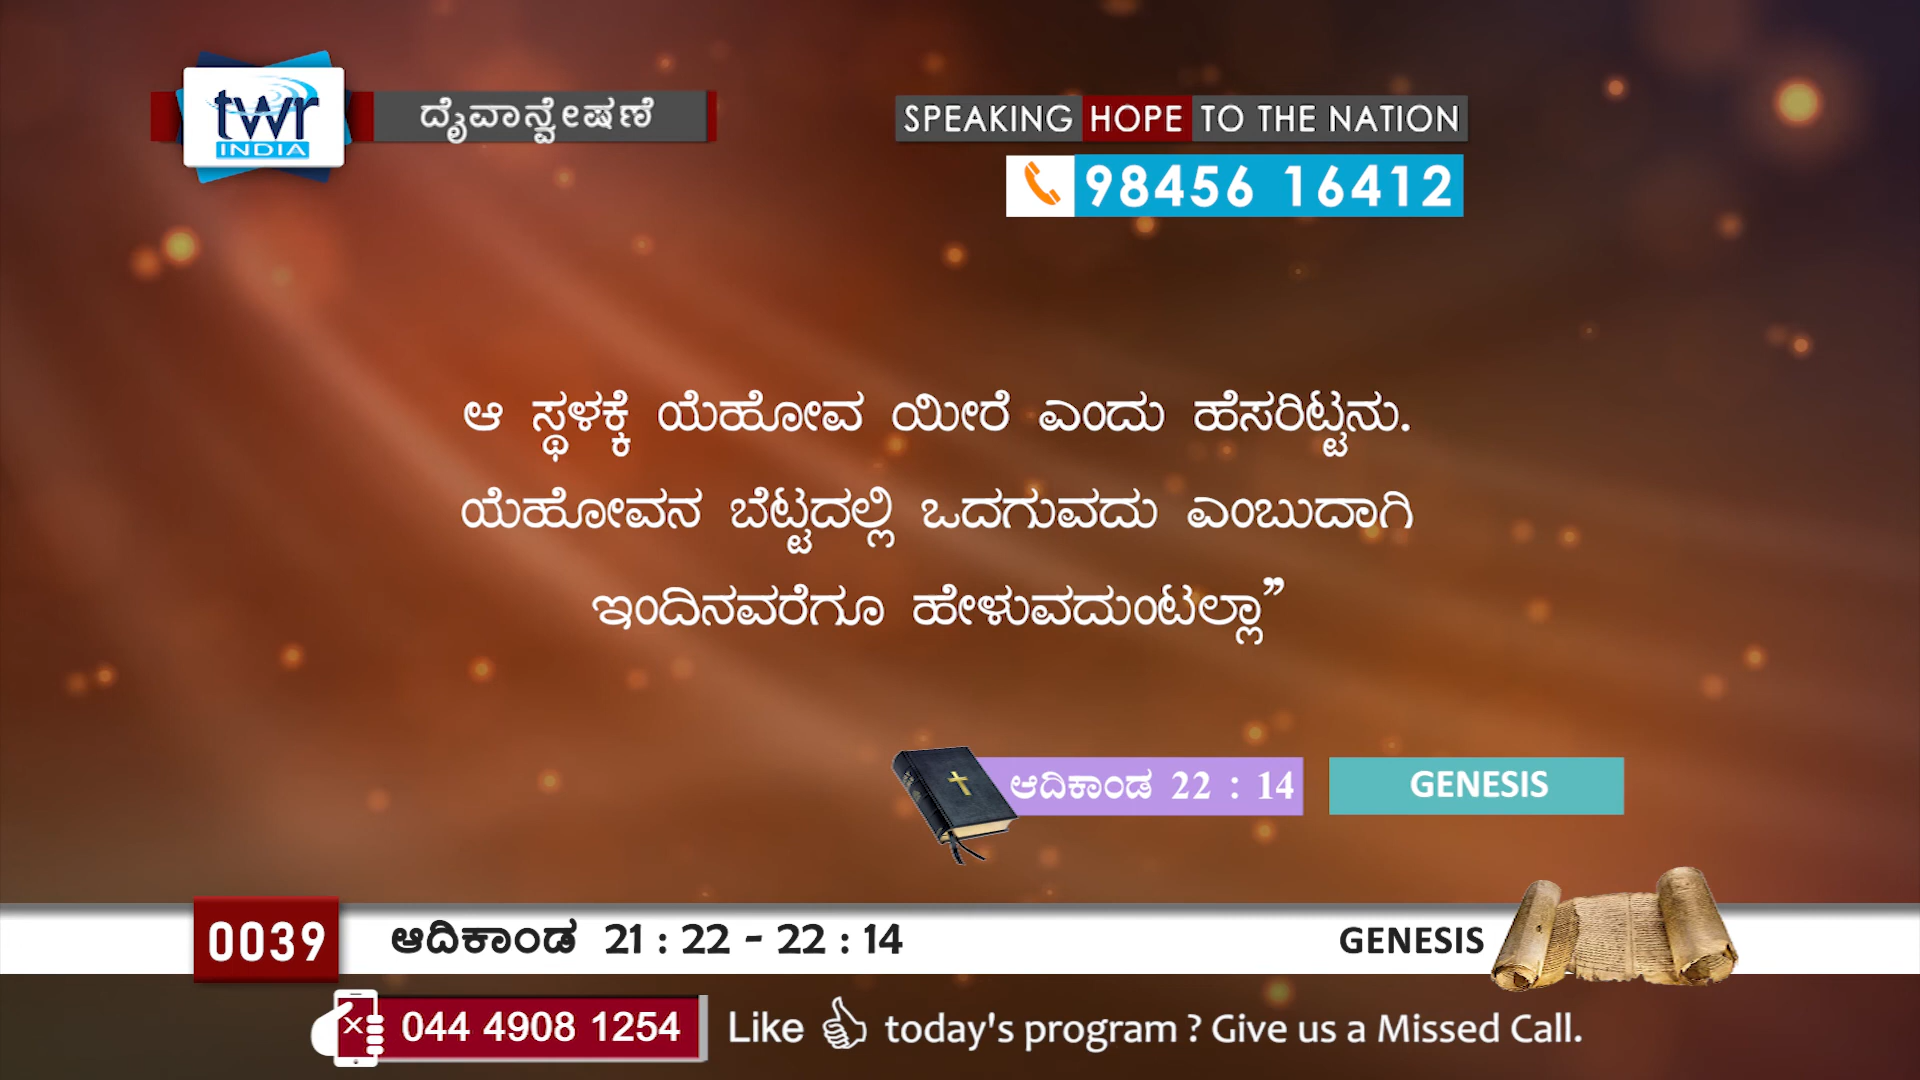 twr
INDIA
ದೈವಾನ್ವೇಷಣೆ
SPEAKING HOPE TO THE NATION
98456 16412
ಆ ಸ್ಥಳಕ್ಕೆ ಯೆಹೋವ ಯೀರೆ ಎಂದು ಹೆಸರಿಟ್ಟನು.
ಯೆಹೋವನ ಬೆಟ್ಟದಲ್ಲಿ ಒದಗುವದು ಎಂಬುದಾಗಿ
ಇಂದಿನವರೆಗೂ ಹೇಳುವದುಂಟಲ್ಲಾ”
ಆದಿಕಾಂಡ 22 : 14
GENESIS
0039
ಆದಿಕಾಂಡ 21 : 22 - 22 : 14
GENESIS
044 4908 1254
Like today's program ? Give us a Missed Call.